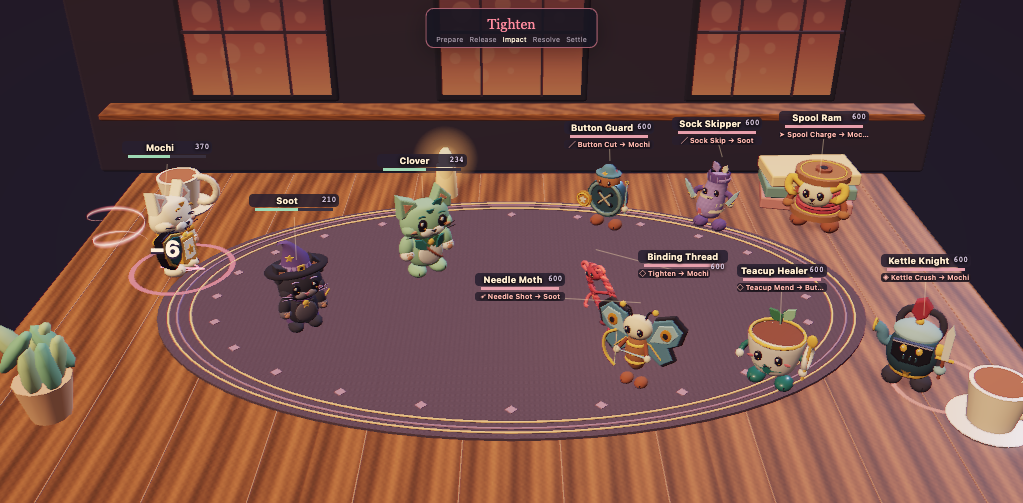 Tighten
Prepare Release Impact Resolve Settle
Mochi 370
-6
Soot 210
Clover 234
Button Guard 600
Button Cut → Mochi
Sock Skipper 600
Sock Skip → Soot
Spool Ram 600
Spool Charge → Moc...
Needle Moth 600
Needle Shot → Soot
Binding Thread 600
Tighten → Mochi
Teacup Healer 600
Teacup Mend → But...
Kettle Knight 600
Kettle Crush → Mochi